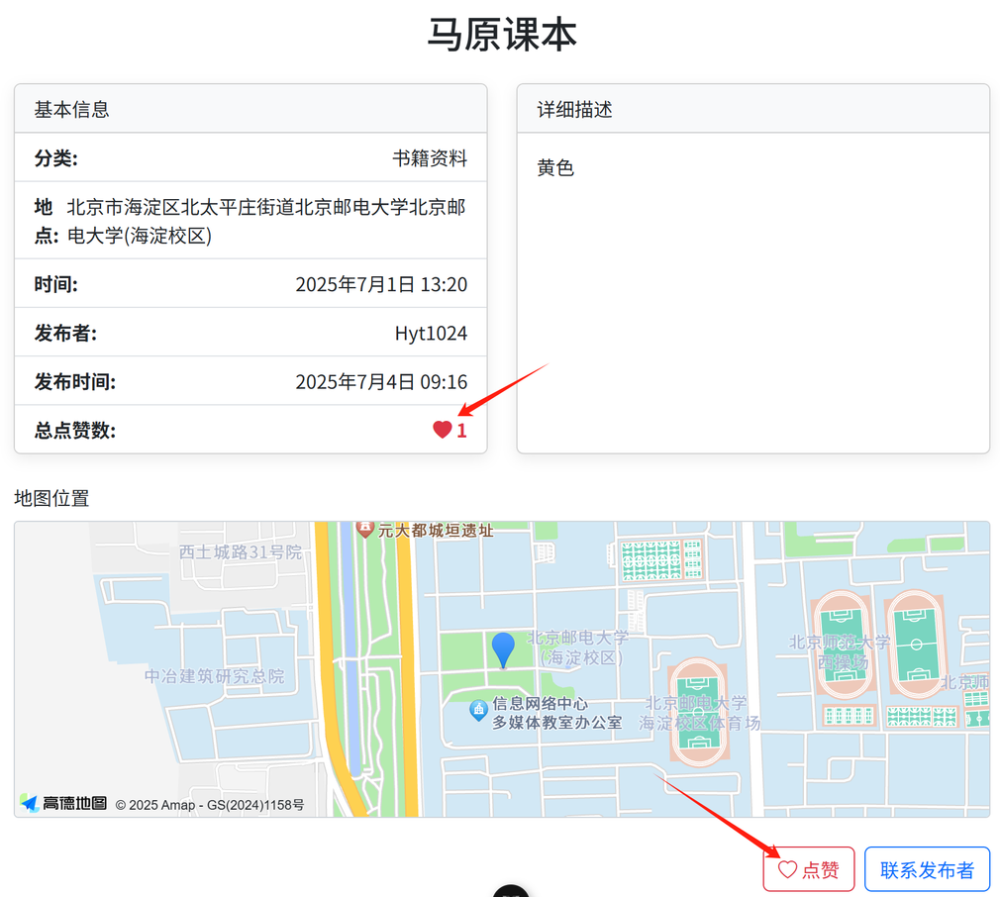 马原课本
基本信息
分类: 书籍资料
地 北京市海淀区北太平庄街道北京邮电大学北京邮
点: 电大学(海淀校区)
时间: 2025年7月1日 13:20
发布者: Hyt1024
发布时间: 2025年7月4日 09:16
总点赞数: 1
详细描述
黄色
地图位置
元大都城垣遗址
西土城路31号院
北京邮电大学
(海淀校区)
北京师范大学
西操场
中冶建筑研究总院
北京师
信息网络中心
多媒体教室办公室
北京邮电大学
海淀校区体育场
高德地图 © 2025 Amap - GS(2024)1158号
点赞
联系发布者